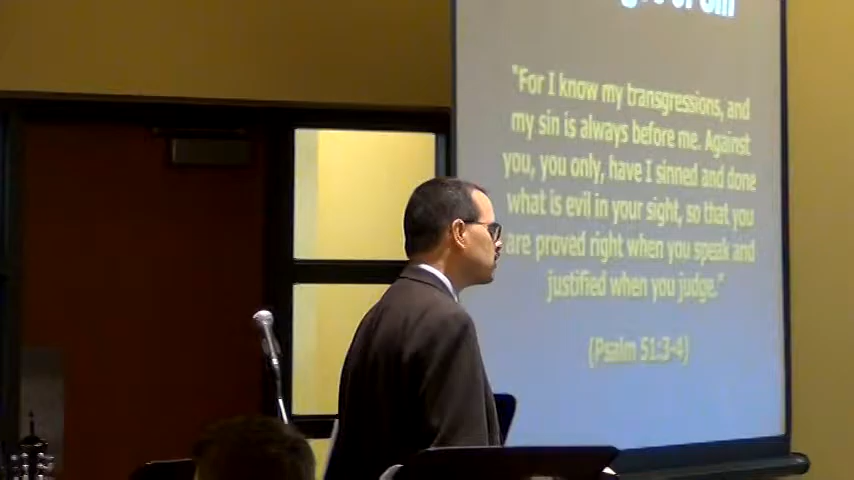 of Sin
"For I know my transgressions, and
my sin is always before me. Against
you, you only, have I sinned and done
what is evil in your sight, so that you
are proved right when you speak and
justified when you judge."
(Psalm 51:3-4)